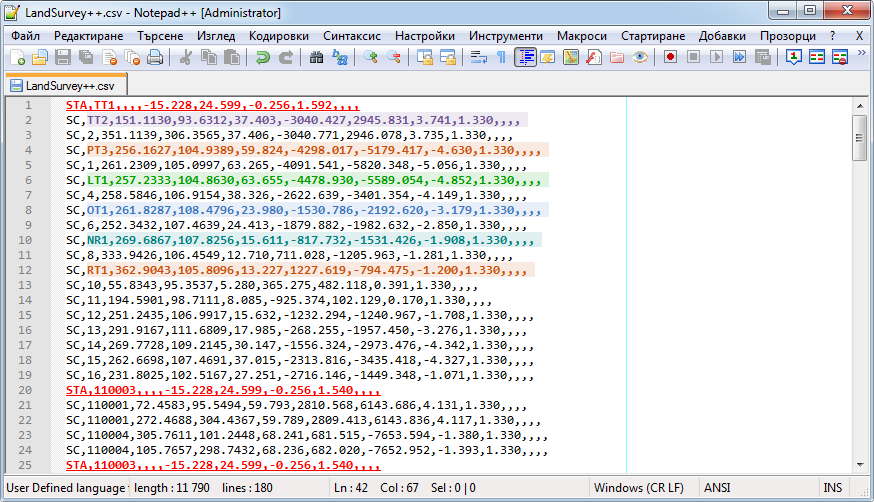 LandSurvey++.csv - Notepad++ [Administrator]
Файл Редактиране Търсене Изглед Кодировки Синтаксис Настройки Инструменти Макроси Стартиране Добавки Прозорци ? X
LandSurvey++.csv
1 STA,TT1,,,,-15.228,24.599,-0.256,1.592,,,,
2 SC,TT2,151.1130,93.6312,37.403,-3040.427,2945.831,3.741,1.330,,,,
3 SC,2,351.1139,306.3565,37.406,-3040.771,2946.078,3.735,1.330,,,,
4 SC,PT3,256.1627,104.9389,59.824,-4298.017,-5179.417,-4.630,1.330,,,,
5 SC,1,261.2309,105.0997,63.265,-4091.541,-5820.348,-5.056,1.330,,,,
6 SC,LT1,257.2333,104.8630,63.655,-4478.930,-5589.054,-4.852,1.330,,,,
7 SC,4,258.5846,106.9154,38.326,-2622.639,-3401.354,-4.149,1.330,,,,
8 SC,OT1,261.8287,108.4796,23.980,-1530.786,-2192.620,-3.179,1.330,,,,
9 SC,6,252.3432,107.4639,24.413,-1879.882,-1982.632,-2.850,1.330,,,,
10 SC,NR1,269.6867,107.8256,15.611,-817.732,-1531.426,-1.908,1.330,,,,
11 SC,8,333.9426,106.4549,12.710,711.028,-1205.963,-1.281,1.330,,,,
12 SC,RT1,362.9043,105.8096,13.227,1227.619,-794.475,-1.200,1.330,,,,
13 SC,10,55.8343,95.3537,5.280,365.275,482.118,0.391,1.330,,,,
14 SC,11,194.5901,98.7111,8.085,-925.374,102.129,0.170,1.330,,,,
15 SC,12,251.2435,106.9917,15.632,-1232.294,-1240.967,-1.708,1.330,,,,
16 SC,13,291.9167,111.6809,17.985,-268.255,-1957.450,-3.276,1.330,,,,
17 SC,14,269.7728,109.2145,30.147,-1556.324,-2973.476,-4.342,1.330,,,,
18 SC,15,262.6698,107.4691,37.015,-2313.816,-3435.418,-4.327,1.330,,,,
19 SC,16,231.8025,102.5167,27.251,-2716.146,-1449.348,-1.071,1.330,,,,
20 STA,110003,,,,-15.228,24.599,-0.256,1.540,,,,
21 SC,110001,72.4583,95.5494,59.793,2810.568,6143.686,4.131,1.330,,,,
22 SC,110001,272.4688,304.4367,59.789,2809.413,6143.836,4.117,1.330,,,,
23 SC,110004,305.7611,101.2448,68.241,681.515,-7653.594,-1.380,1.330,,,,
24 SC,110004,105.7657,298.7432,68.236,682.020,-7652.952,-1.393,1.330,,,,
25 STA,110003,,,,-15.228,24.599,-0.256,1.540,,,,
User Defined language length : 11 790 lines : 180 Ln : 42 Col : 67 Sel : 0 | 0 Windows (CR LF) ANSI INS